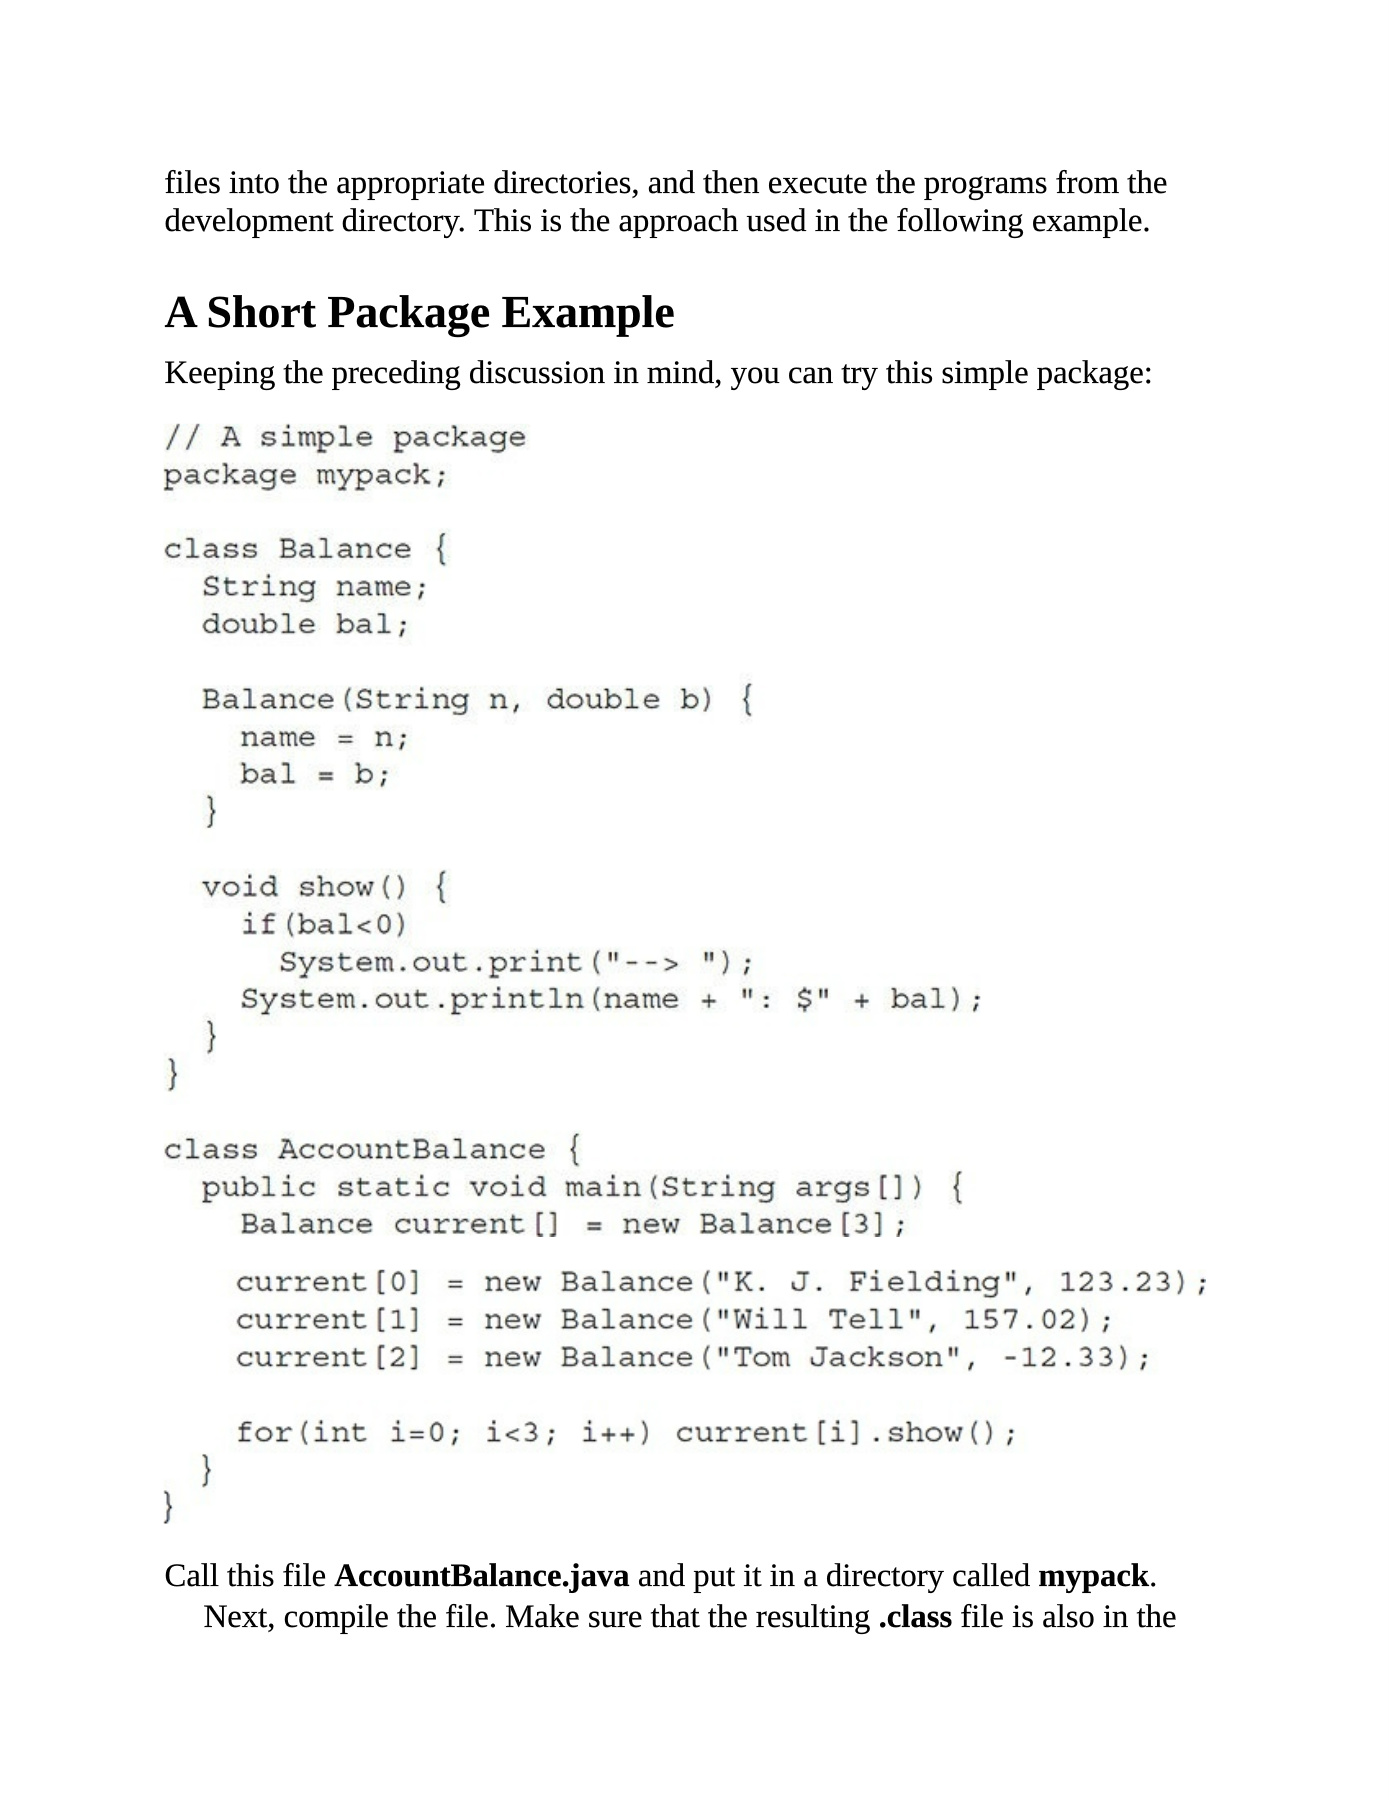 files into the appropriate directories, and then execute the programs from the
development directory. This is the approach used in the following example.
A Short Package Example
Keeping the preceding discussion in mind, you can try this simple package:
// A simple package
package mypack;
class Balance {
  String name;
  double bal;
  Balance(String n, double b) {
    name = n;
    bal = b;
  }
  void show() {
    if(bal<0)
      System.out.print("--> ");
    System.out.println(name + ": $" + bal);
  }
}
class AccountBalance {
  public static void main(String args[]) {
    Balance current[] = new Balance[3];
    current[0] = new Balance("K. J. Fielding", 123.23);
    current[1] = new Balance("Will Tell", 157.02);
    current[2] = new Balance("Tom Jackson", -12.33);
    for(int i=0; i<3; i++) current[i].show();
  }
}
Call this file AccountBalance.java and put it in a directory called mypack.
Next, compile the file. Make sure that the resulting .class file is also in the